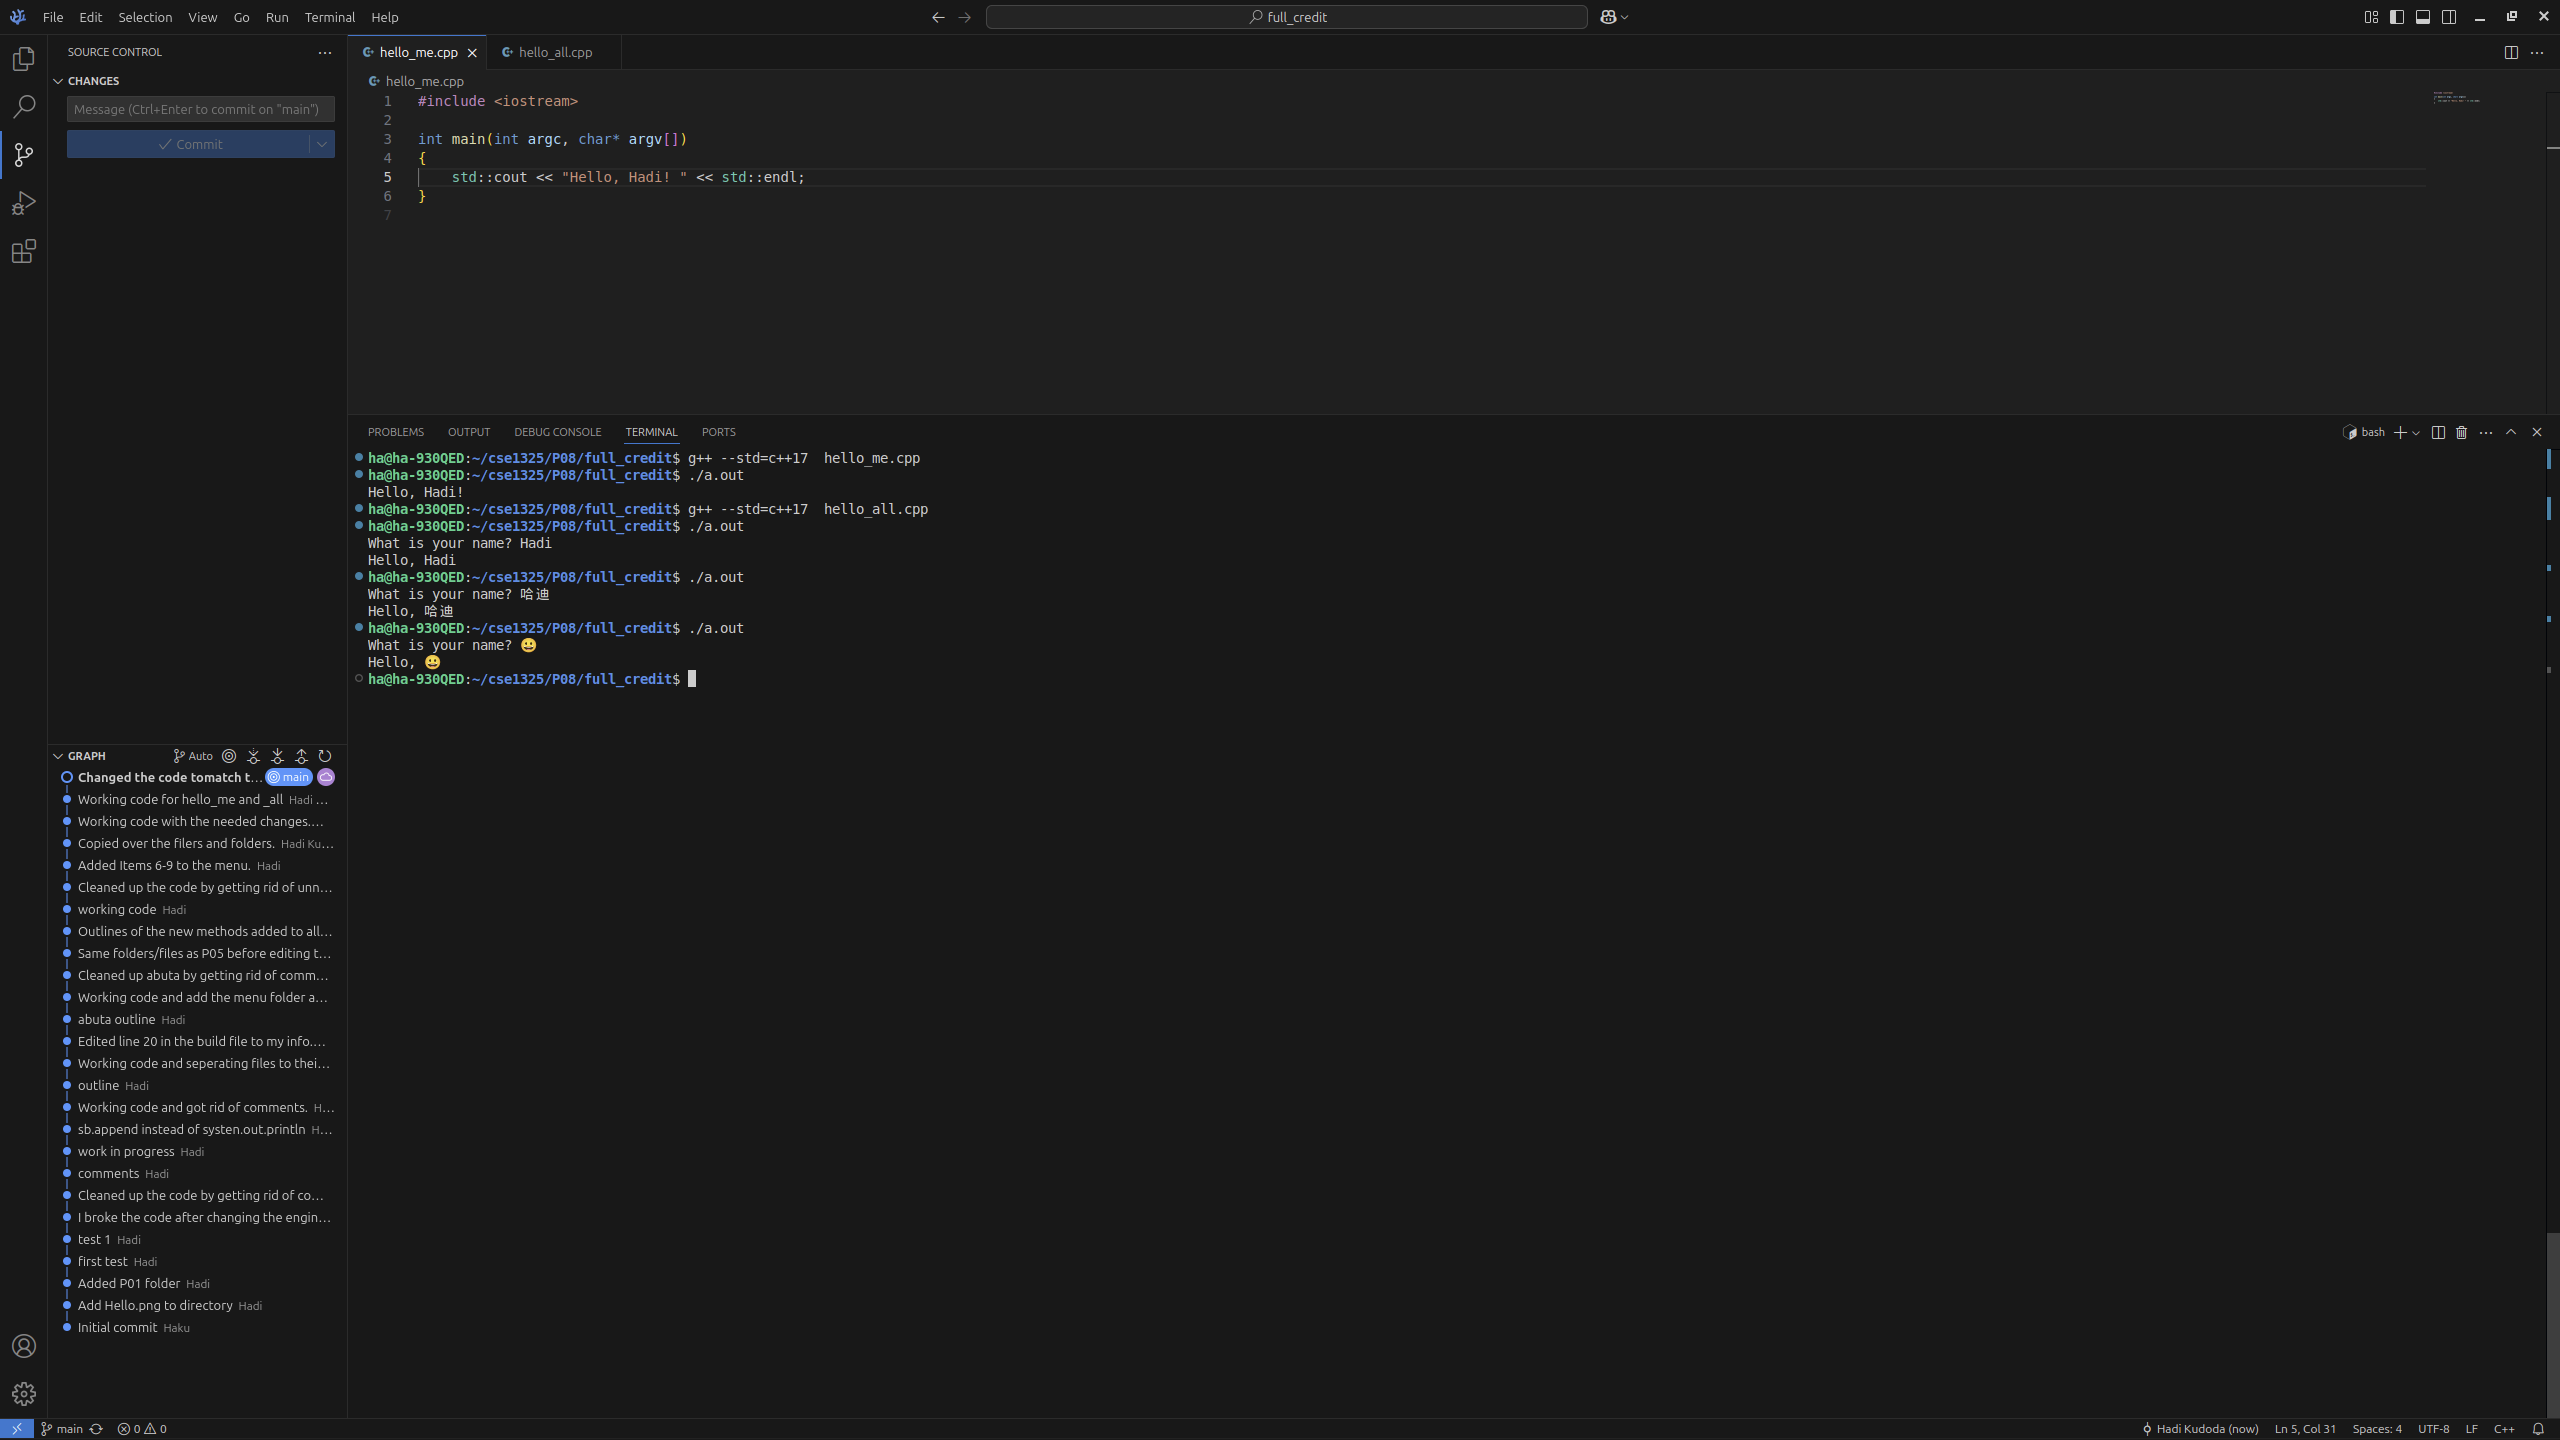 File Edit Selection View Go Run Terminal Help
full_credit
SOURCE CONTROL
CHANGES
Message (Ctrl+Enter to commit on "main")
Commit
hello_me.cpp
hello_all.cpp
hello_me.cpp
1 #include <iostream>
2
3 int main(int argc, char* argv[])
4 {
5 std::cout << "Hello, Hadi! " << std::endl;
6 }
7
PROBLEMS OUTPUT DEBUG CONSOLE TERMINAL PORTS
bash
ha@ha-930QED:~/cse1325/P08/full_credit$ g++ --std=c++17  hello_me.cpp
ha@ha-930QED:~/cse1325/P08/full_credit$ ./a.out
Hello, Hadi!
ha@ha-930QED:~/cse1325/P08/full_credit$ g++ --std=c++17  hello_all.cpp
ha@ha-930QED:~/cse1325/P08/full_credit$ ./a.out
What is your name? Hadi
Hello, Hadi
ha@ha-930QED:~/cse1325/P08/full_credit$ ./a.out
What is your name? 哈迪
Hello, 哈迪
ha@ha-930QED:~/cse1325/P08/full_credit$ ./a.out
What is your name? 😀
Hello, 😀
ha@ha-930QED:~/cse1325/P08/full_credit$
GRAPH
Auto
Changed the code tomatch t... main
Working code for hello_me and _all Hadi ...
Working code with the needed changes....
Copied over the filers and folders. Hadi Ku...
Added Items 6-9 to the menu. Hadi
Cleaned up the code by getting rid of unn...
working code Hadi
Outlines of the new methods added to all...
Same folders/files as P05 before editing t...
Cleaned up abuta by getting rid of comm...
Working code and add the menu folder a...
abuta outline Hadi
Edited line 20 in the build file to my info....
Working code and seperating files to thei...
outline Hadi
Working code and got rid of comments. H...
sb.append instead of systen.out.println H...
work in progress Hadi
comments Hadi
Cleaned up the code by getting rid of co...
I broke the code after changing the engin...
test 1 Hadi
first test Hadi
Added P01 folder Hadi
Add Hello.png to directory Hadi
Initial commit Haku
main
0
0
Hadi Kudoda (now)
Ln 5, Col 31
Spaces: 4
UTF-8
LF
C++